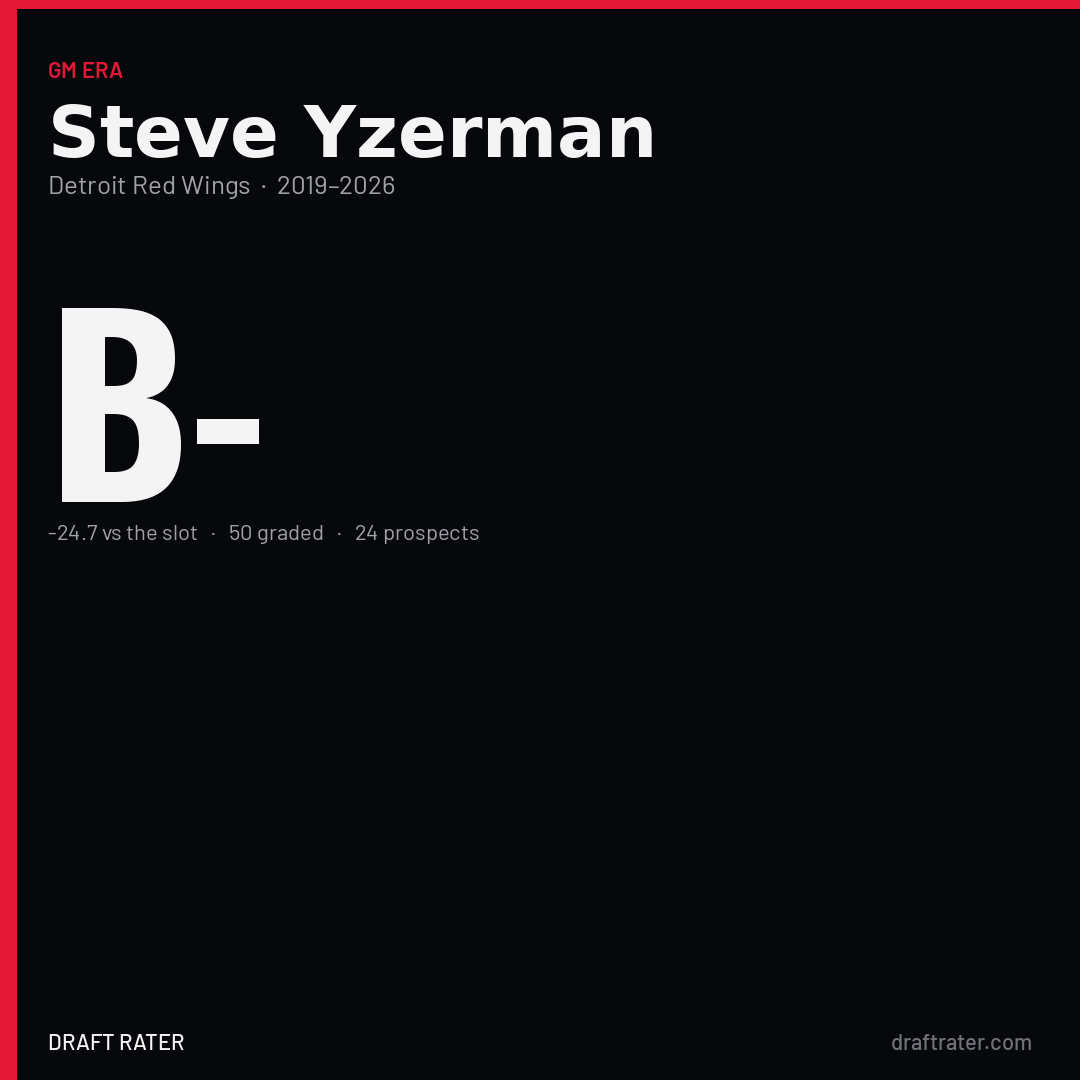 GM ERA
Steve Yzerman
Detroit Red Wings · 2019–2026
B-
-24.7 vs the slot · 50 graded · 24 prospects
DRAFT RATER
draftrater.com